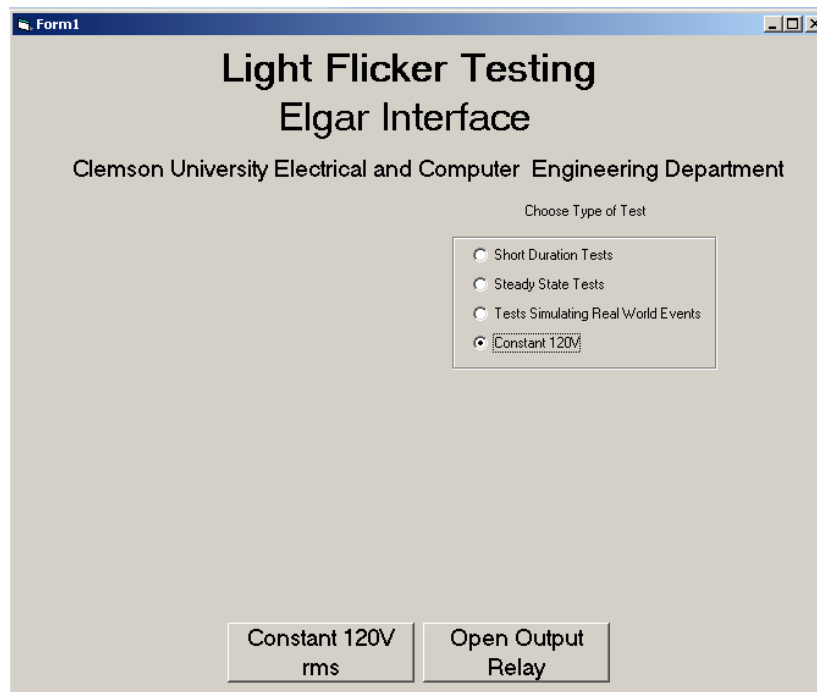 Form1
Light Flicker Testing
Elgar Interface
Clemson University Electrical and Computer Engineering Department
Choose Type of Test
Short Duration Tests
Steady State Tests
Tests Simulating Real World Events
Constant 120V
Constant 120V
rms
Open Output
Relay